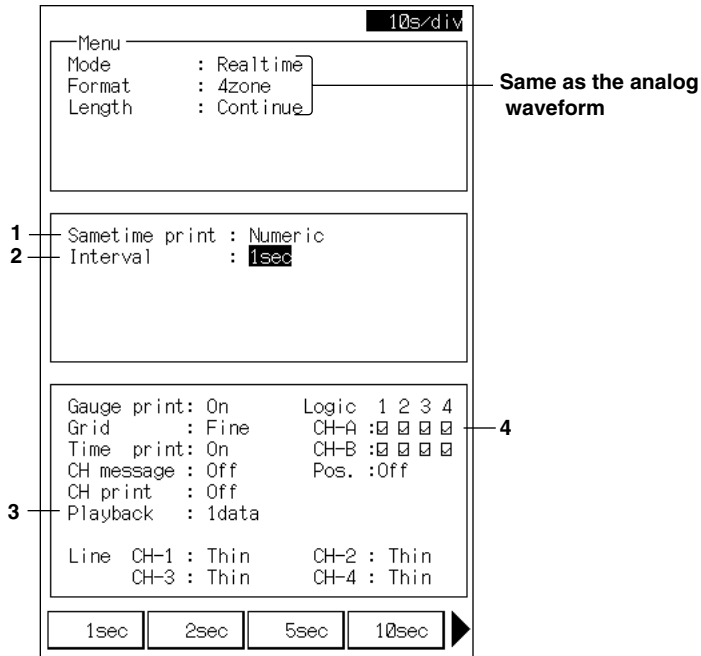 10s/div
Menu
Mode : Realtime
Format : 4zone
Length : Continue
Same as the analog
waveform
1 Sametime print : Numeric
2 Interval : 1sec
Gauge print: On Logic 1 2 3 4
Grid : Fine CH-A : 4
Time print: On CH-B :
CH message : Off Pos. :Off
CH print : Off
3 Playback : 1data
Line CH-1 : Thin CH-2 : Thin
CH-3 : Thin CH-4 : Thin
1sec 2sec 5sec 10sec